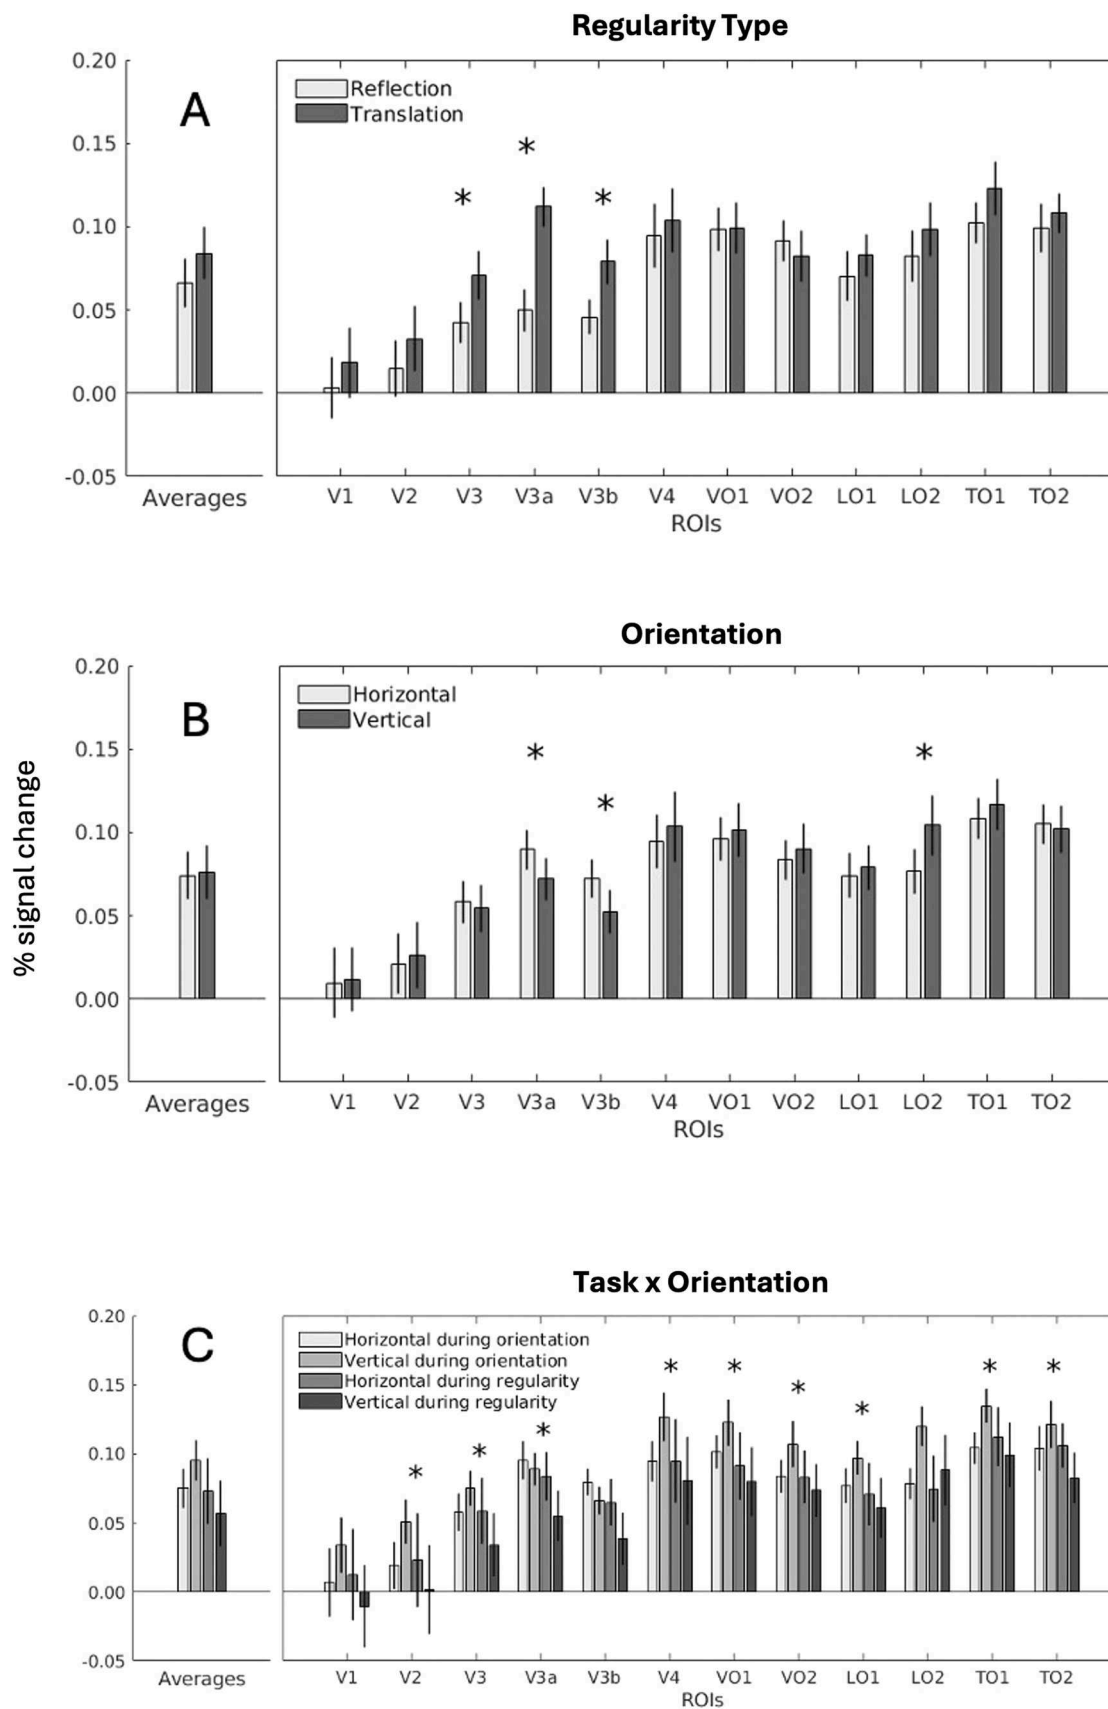 Regularity Type
0.20
A
Reflection
Translation
0.15
*
*
*
0.10
0.05
0.00
-0.05
Averages
V1 V2 V3 V3a V3b V4 VO1 VO2 LO1 LO2 TO1 TO2
ROIs
Orientation
0.20
B
Horizontal
Vertical
0.15
*
*
*
0.10
% signal change
0.05
0.00
-0.05
Averages
V1 V2 V3 V3a V3b V4 VO1 VO2 LO1 LO2 TO1 TO2
ROIs
Task x Orientation
0.20
C
Horizontal during orientation
Vertical during orientation
Horizontal during regularity
Vertical during regularity
0.15
* * * *
*
*
*
*
*
0.10
0.05
0.00
-0.05
Averages
V1 V2 V3 V3a V3b V4 VO1 VO2 LO1 LO2 TO1 TO2
ROIs